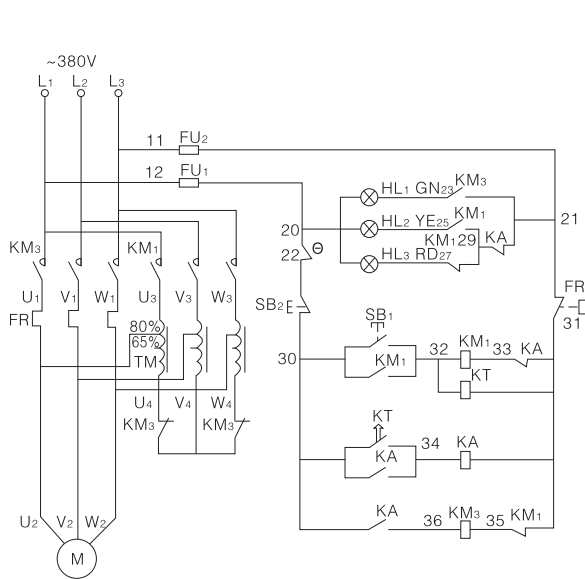 ~380V
L1 L2 L3
11 FU2
12 FU1
HL1 GN23 KM3
20 HL2 YE25 KM1 21
22 Θ KM129 KA
HL3 RD27
KM3 KM1
U1 V1 W1 U3 V3 W3
FR
FR
31
SB2
80%
65%
TM
SB1
30 KM1 32 KM1 33 KA
KT
U4 V4 W4
KM3 KM3
KT
KA 34 KA
KA 36 KM3 35 KM1
U2 V2 W2
M